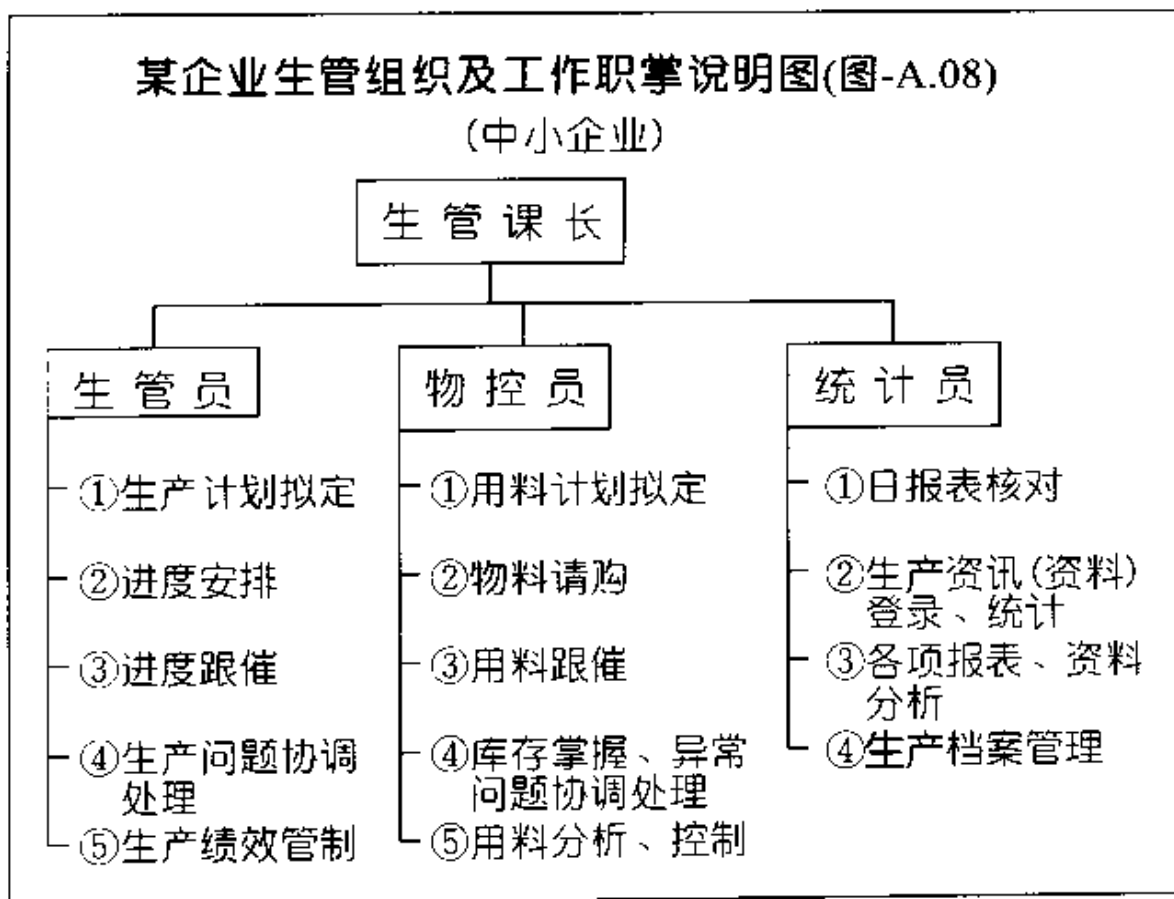 某企业生管组织及工作职掌说明图(图-A.08)
(中小企业)
生管课长
生管员
①生产计划拟定
②进度安排
③进度跟催
④生产问题协调
处理
⑤生产绩效管制
物控员
①用料计划拟定
②物料请购
③用料跟催
④库存掌握、异常
问题协调处理
⑤用料分析、控制
统计员
①日报表核对
②生产资讯(资料)
登录、统计
③各项报表、资料
分析
④生产档案管理